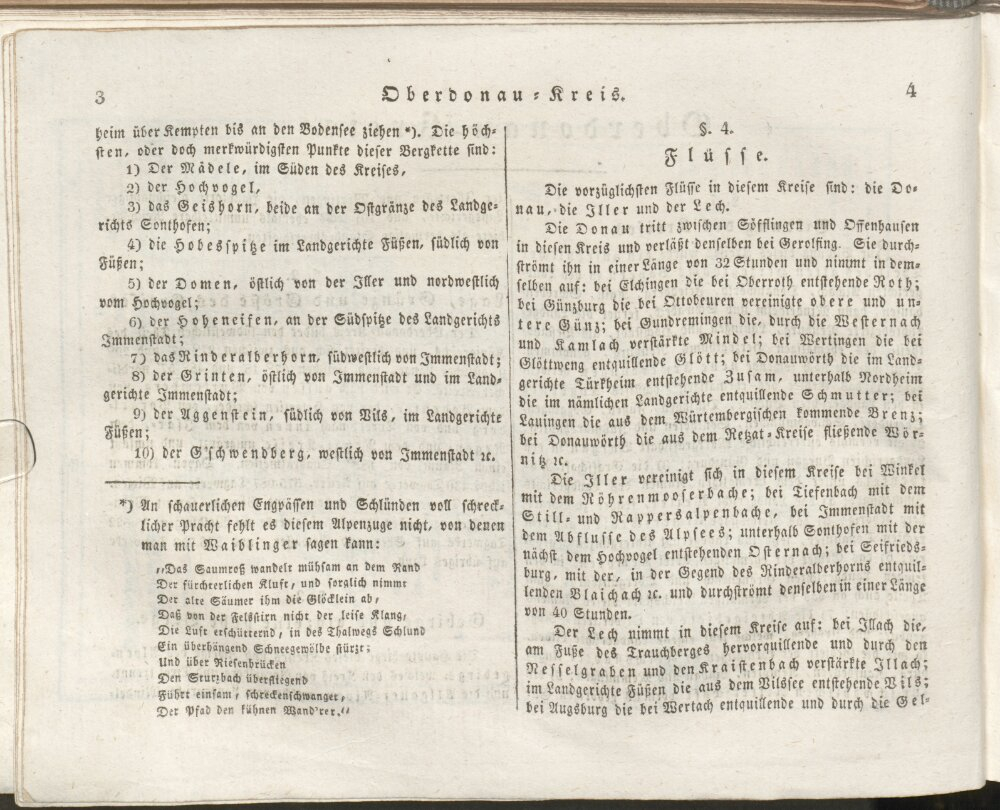 3
Oberdonau-Kreis.
4
heim über Kempten bis an den Bodensee ziehen *). Die höch-
sten, oder doch merkwürdigsten Punkte dieser Bergkette sind:
1) Der Mädele, im Süden des Kreises,
2) der Hochvogel,
3) das Geishorn, beide an der Ostgränze des Landge-
richts Sonthofen;
4) die Hobesspitze im Landgerichte Füßen, südlich von
Füßen;
5) der Domen, östlich von der Iller und nordwestlich
vom Hochvogel;
6) der Hoheneifen, an der Südspitze des Landgerichts
Immenstadt;
7) das Rinderalberhorn, südwestlich von Immenstadt;
8) der Grinten, östlich von Immenstadt und im Land-
gerichte Immenstadt;
9) der Aggenstein, südlich von Vils, im Landgerichte
Füßen;
10) der G'schwendberg, westlich von Immenstadt ꝛc.
*) An schauerlichen Engpässen und Schlünden voll schreck-
licher Pracht fehlt es diesem Alpenzuge nicht, von denen
man mit Waiblinger sagen kann:
„Das Saumroß wandelt mühsam an dem Rand
Der fürchterlichen Kluft, und sorglich nimmt
Der alte Säumer ihm die Glöcklein ab,
Daß von der Felsstirn nicht der leise Klang,
Die Luft erschütternd, in des Thalwegs Schlund
Ein überhängend Schneegewölbe stürzt;
Und über Riesenbrücken
Den Sturzbach überfliegend
Führt einsam, schreckenschwanger,
Der Pfad den kühnen Wand'rer.“
§. 4.
Flüsse.
Die vorzüglichsten Flüsse in diesem Kreise sind: die Do-
nau, die Iller und der Lech.
Die Donau tritt zwischen Söfflingen und Offenhausen
in diesen Kreis und verläßt denselben bei Gerolfing. Sie durch-
strömt ihn in einer Länge von 32 Stunden und nimmt in dem-
selben auf: bei Elchingen die bei Oberroth entstehende Roth;
bei Günzburg die bei Ottobeuren vereinigte obere und un-
tere Günz; bei Gundremingen die, durch die Westernach
und Kamlach verstärkte Mindel; bei Wertingen die bei
Glöttweng entquillende Glött; bei Donauwörth die im Land-
gerichte Türkheim entstehende Zusam, unterhalb Nordheim
die im nämlichen Landgerichte entquillende Schmutter; bei
Lauingen die aus dem Würtembergischen kommende Brenz;
bei Donauwörth die aus dem Retzat-Kreise fließende Wör-
nitz ꝛc.
Die Iller vereinigt sich in diesem Kreise bei Winkel
mit dem Röhrenmooserbache; bei Tiefenbach mit dem
Still- und Rappersalpenbache, bei Immenstadt mit
dem Abflusse des Alpsees; unterhalb Sonthofen mit der
nächst dem Hochvogel entstehenden Osternach; bei Seifrieds-
burg, mit der, in der Gegend des Rinderalberhorns entquil-
lenden Blaichach ꝛc. und durchströmt denselben in einer Länge
von 40 Stunden.
Der Lech nimmt in diesem Kreise auf: bei Illach die,
am Fuße des Trauchberges hervorquillende und durch den
Nesselgraben und den Kraistenbach verstärkte Illach;
im Landgerichte Füßen die aus dem Vilssee entstehende Vils;
bei Augsburg die bei Wertach entquillende und durch die Gel-